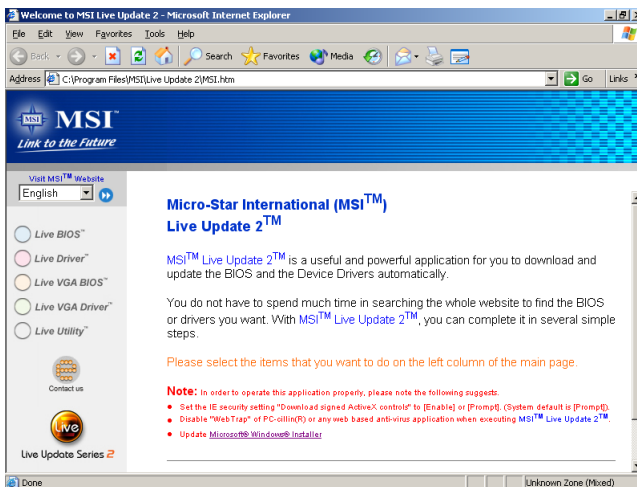 Welcome to MSI Live Update 2 - Microsoft Internet Explorer
File Edit View Favorites Tools Help
Back Search Favorites Media
Address C:\Program Files\MSI\Live Update 2\MSI.htm Go Links
MSI MSI™
Link to the Future
Visit MSI™ Website
English
Live BIOS™
Live Driver™
Live VGA BIOS™
Live VGA Driver™
Live Utility™
Contact us
Live
Live Update Series 2
Micro-Star International (MSI™)
Live Update 2™
MSI™ Live Update 2™ is a useful and powerful application for you to download and
update the BIOS and the Device Drivers automatically.
You do not have to spend much time in searching the whole website to find the BIOS
or drivers you want. With MSI™ Live Update 2™, you can complete it in several simple
steps.
Please select the items that you want to do on the left column of the main page.
Note: In order to operate this application properly, please note the following suggests.
• Set the IE security setting "Download signed ActiveX controls" to [Enable] or [Prompt]. (System default is [Prompt]).
• Disable "WebTrap" of PC-cillin(R) or any web based anti-virus application when executing MSI™ Live Update 2™.
• Update Microsoft® Windows® Installer
Done Unknown Zone (Mixed)